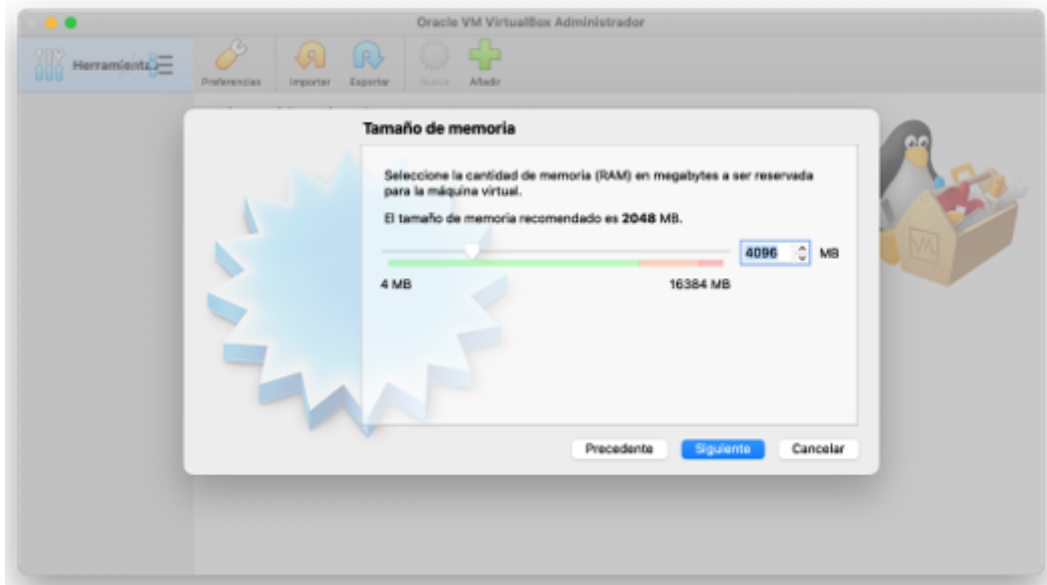 Oracle VM VirtualBox Administrador
Herramientas
Preferencias
Importar
Exportar
Nueva
Añadir
Tamaño de memoria
Seleccione la cantidad de memoria (RAM) en megabytes a ser reservada
para la máquina virtual.
El tamaño de memoria recomendado es 2048 MB.
4096 MB
4 MB
16384 MB
Precedente
Siguiente
Cancelar